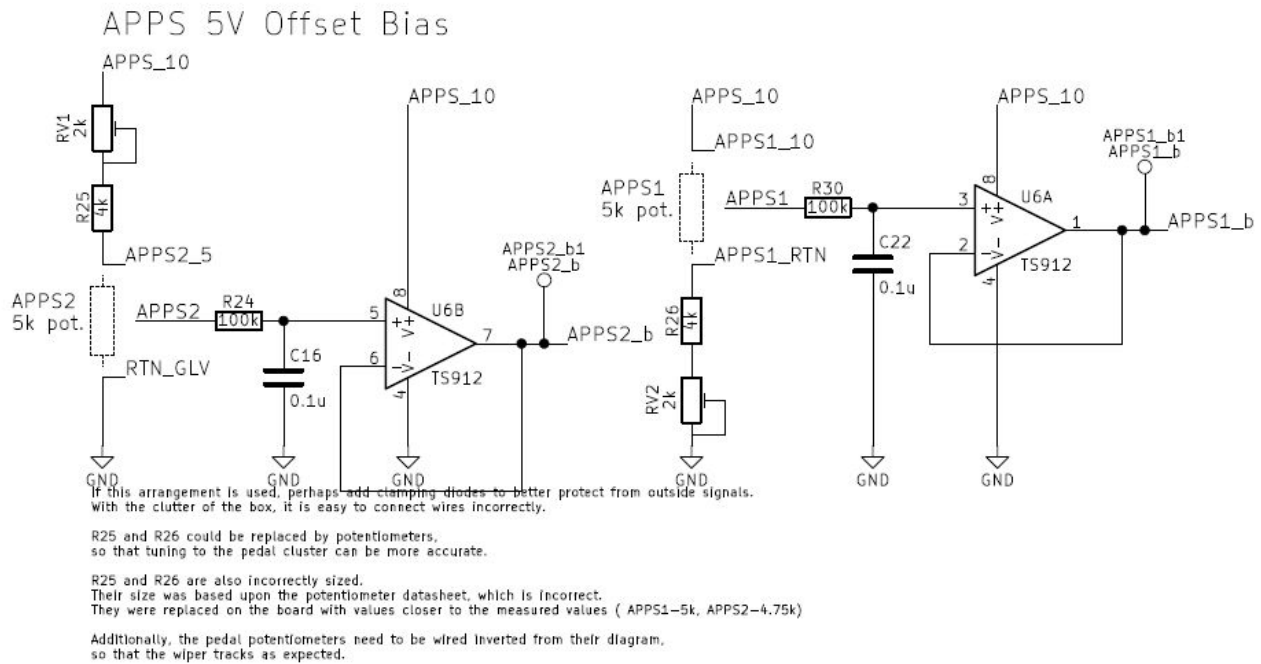 APPS 5V Offset Bias
APPS_10
RV1
2k
R25
4k
APPS2_5
APPS2
5k pot.
RTN_GLV
GND
APPS2
R24
100k
C16
0.1u
GND
APPS_10
8
5
6
4
+
V+
-
V-
U6B
TS912
7
GND
APPS2_b1
APPS2_b
APPS2_b
APPS_10
APPS1_10
APPS1
5k pot.
APPS1_RTN
R26
4k
RV2
2k
GND
APPS1
R30
100k
C22
0.1u
GND
APPS_10
8
3
2
4
+
V+
-
V-
U6A
TS912
1
GND
APPS1_b1
APPS1_b
APPS1_b
If this arrangement is used, perhaps add clamping diodes to better protect from outside signals.
With the clutter of the box, it is easy to connect wires incorrectly.
R25 and R26 could be replaced by potentiometers,
so that tuning to the pedal cluster can be more accurate.
R25 and R26 are also incorrectly sized.
Their size was based upon the potentiometer datasheet, which is incorrect.
They were replaced on the board with values closer to the measured values ( APPS1-5k, APPS2-4.75k)
Additionally, the pedal potentiometers need to be wired inverted from their diagram,
so that the wiper tracks as expected.